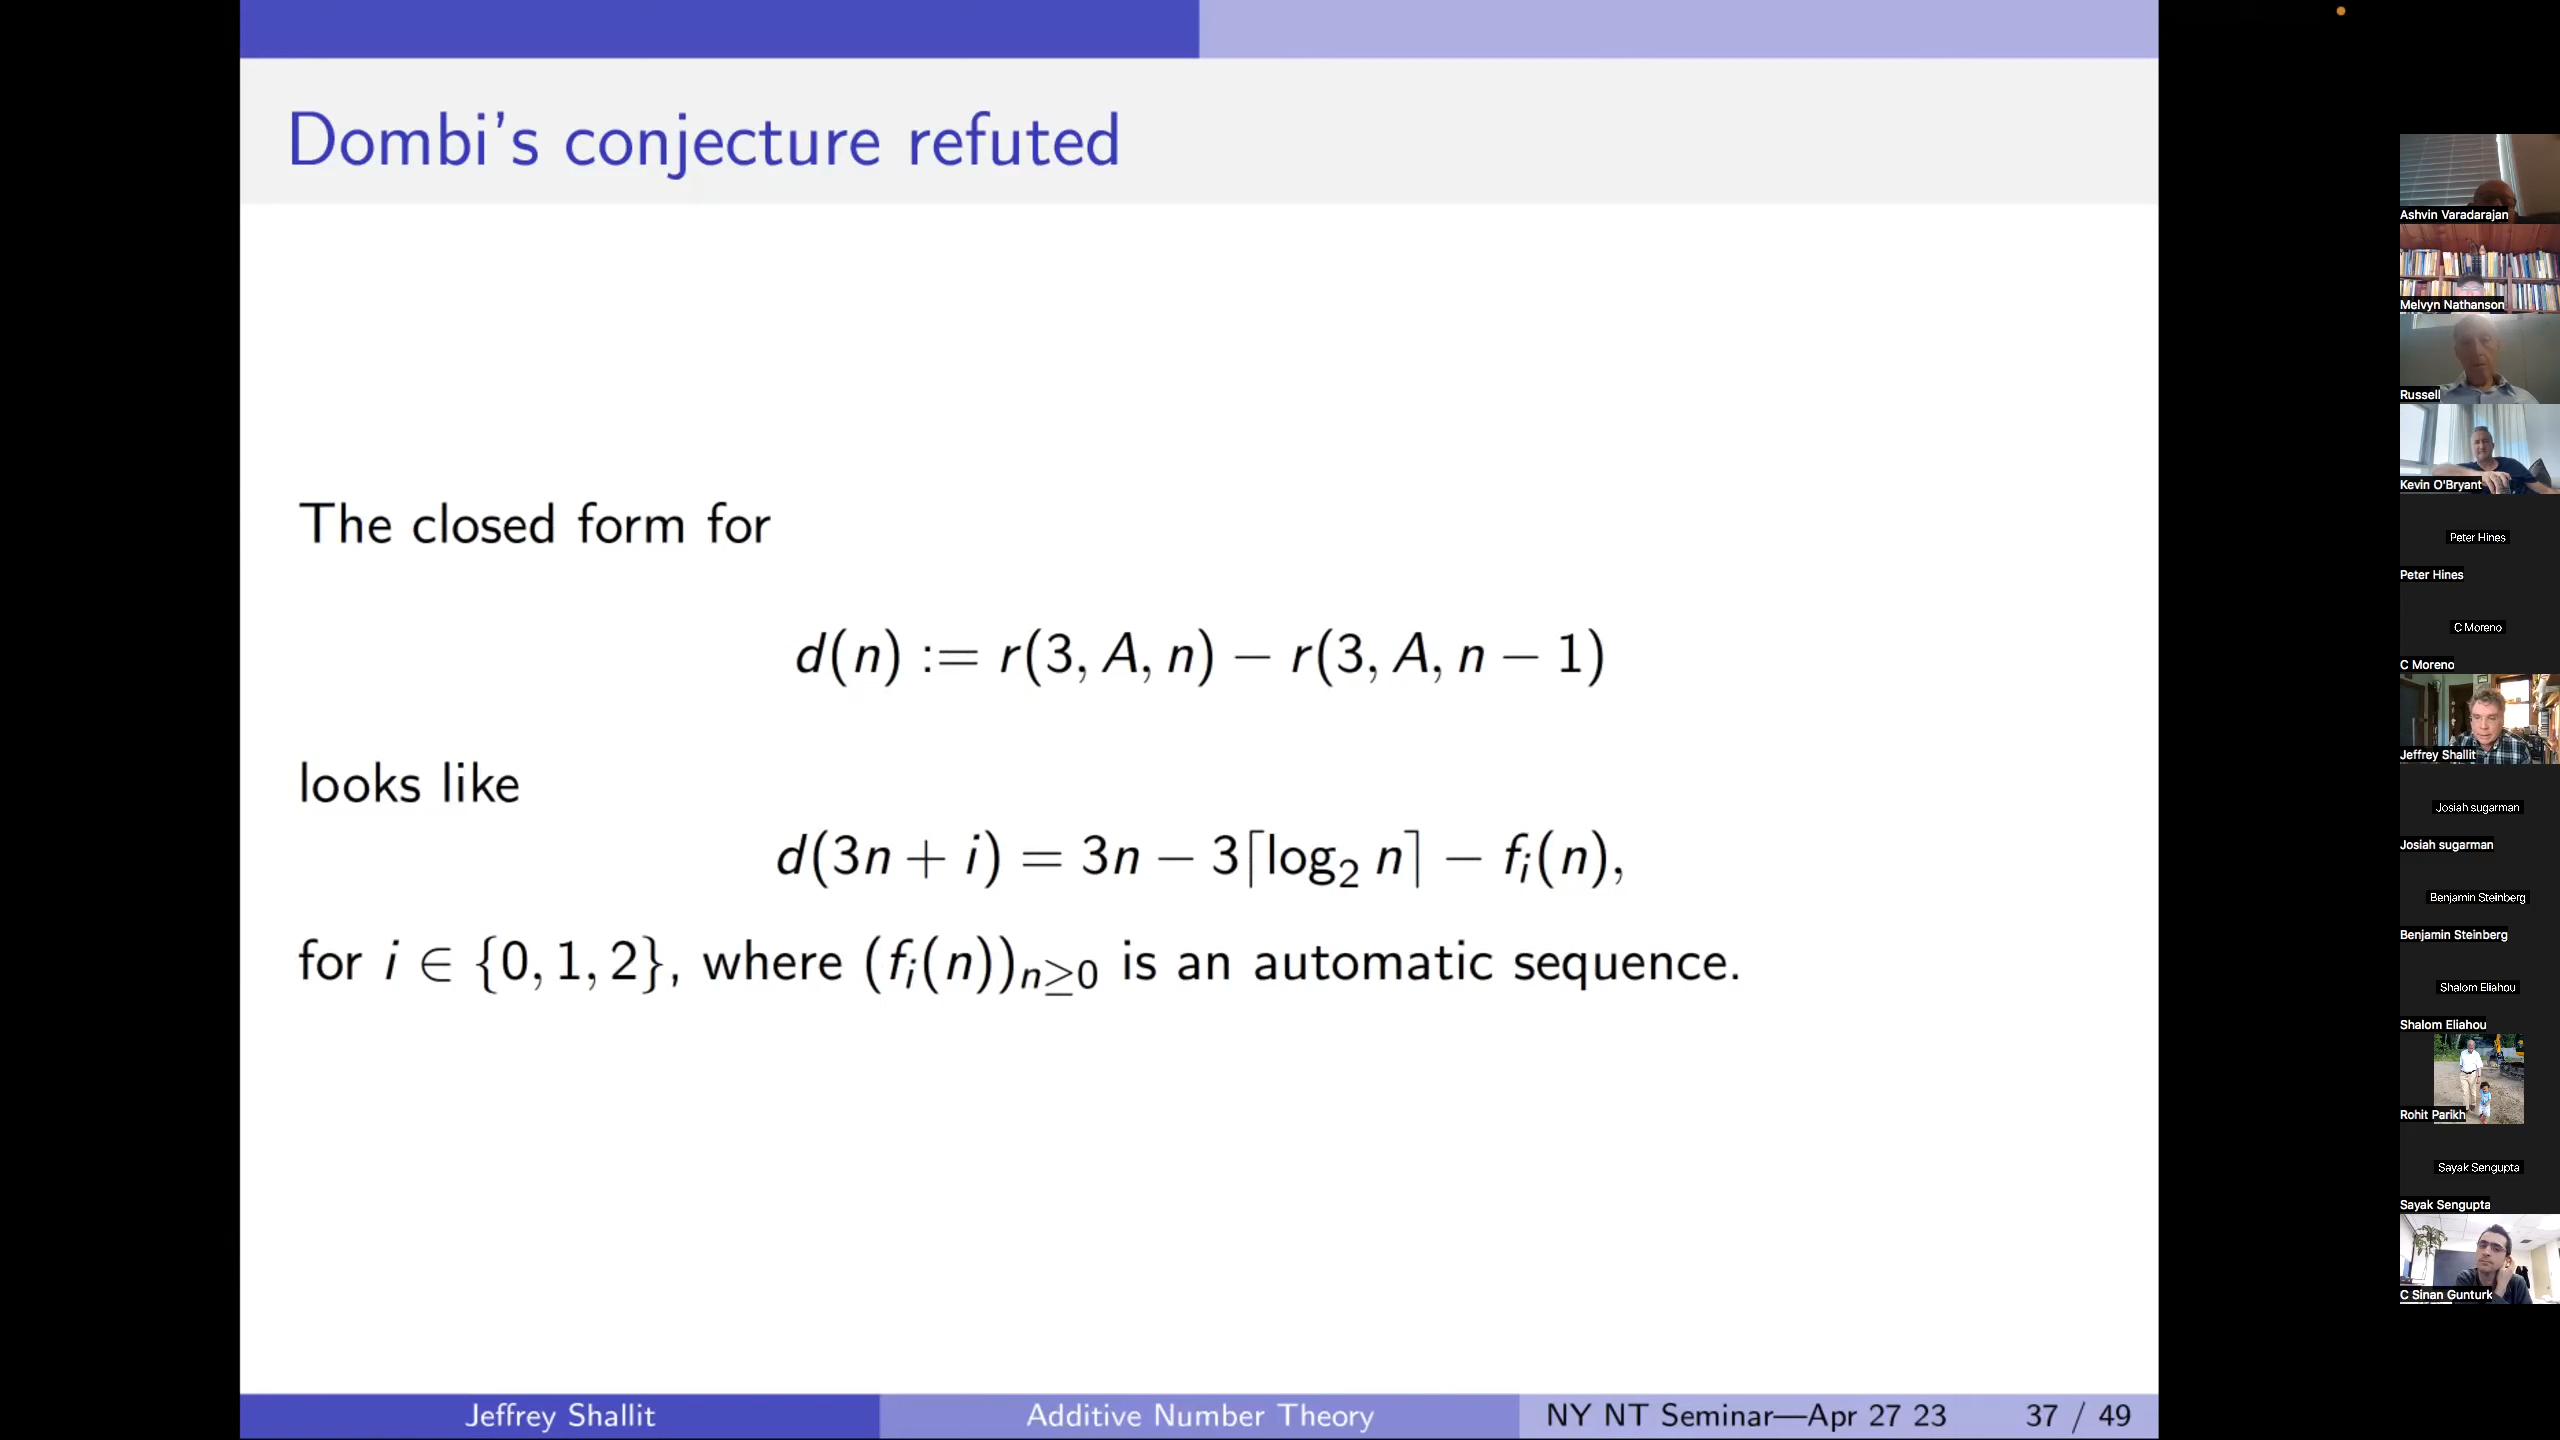 Dombi's conjecture refuted
The closed form for
d(n) := r(3, A, n) − r(3, A, n − 1)
looks like
d(3n + i) = 3n − 3⌈log₂ n⌉ − fᵢ(n),
for i ∈ {0, 1, 2}, where (fᵢ(n))ₙ≥₀ is an automatic sequence.
Jeffrey Shallit
Additive Number Theory
NY NT Seminar—Apr 27 23
37 / 49
Ashvin Varadarajan
Melvyn Nathanson
Russell
Kevin O'Bryant
Peter Hines
Peter Hines
C Moreno
C Moreno
Jeffrey Shallit
Josiah sugarman
Josiah sugarman
Benjamin Steinberg
Benjamin Steinberg
Shalom Eliahou
Shalom Eliahou
Rohit Parikh
Sayak Sengupta
Sayak Sengupta
C Sinan Gunturk